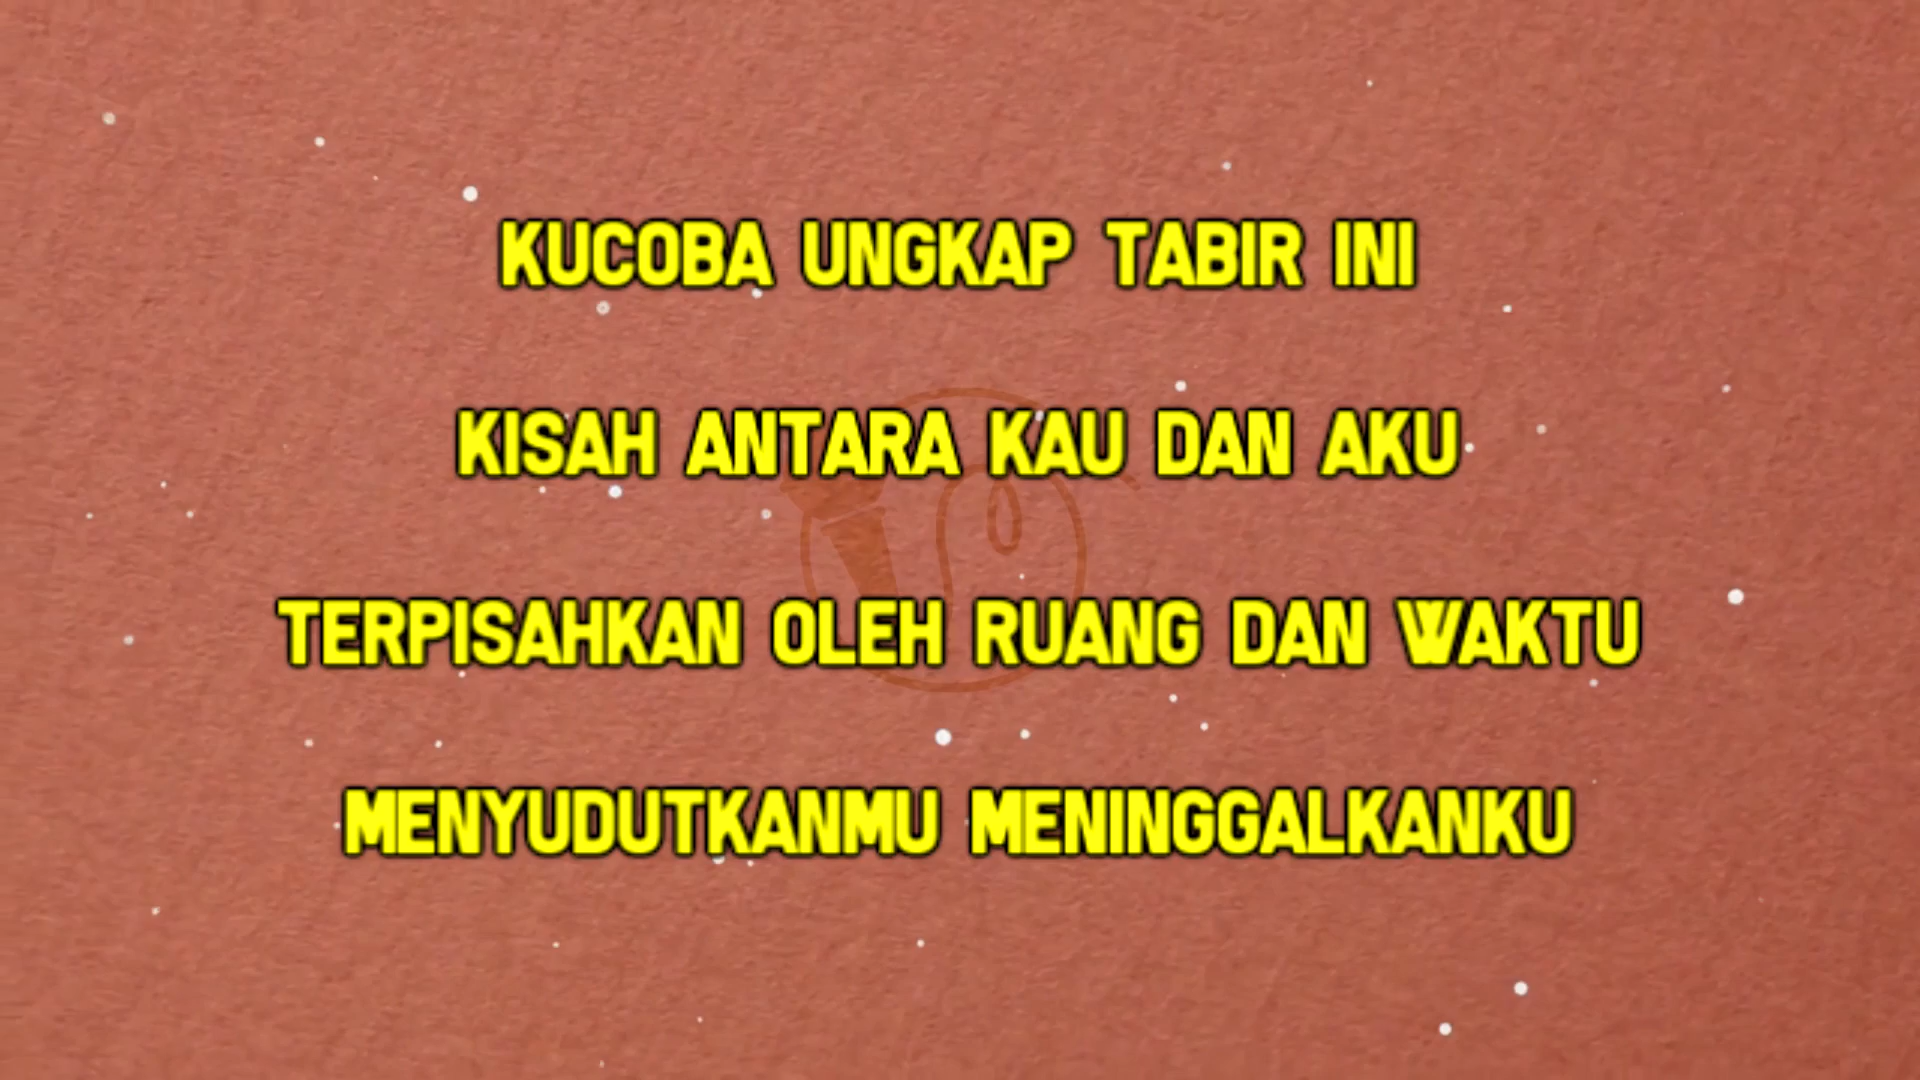 KUCOBA UNGKAP TABIR INI
KISAH ANTARA KAU DAN AKU
TERPISAHKAN OLEH RUANG DAN WAKTU
MENYUDUTKANMU MENINGGALKANKU